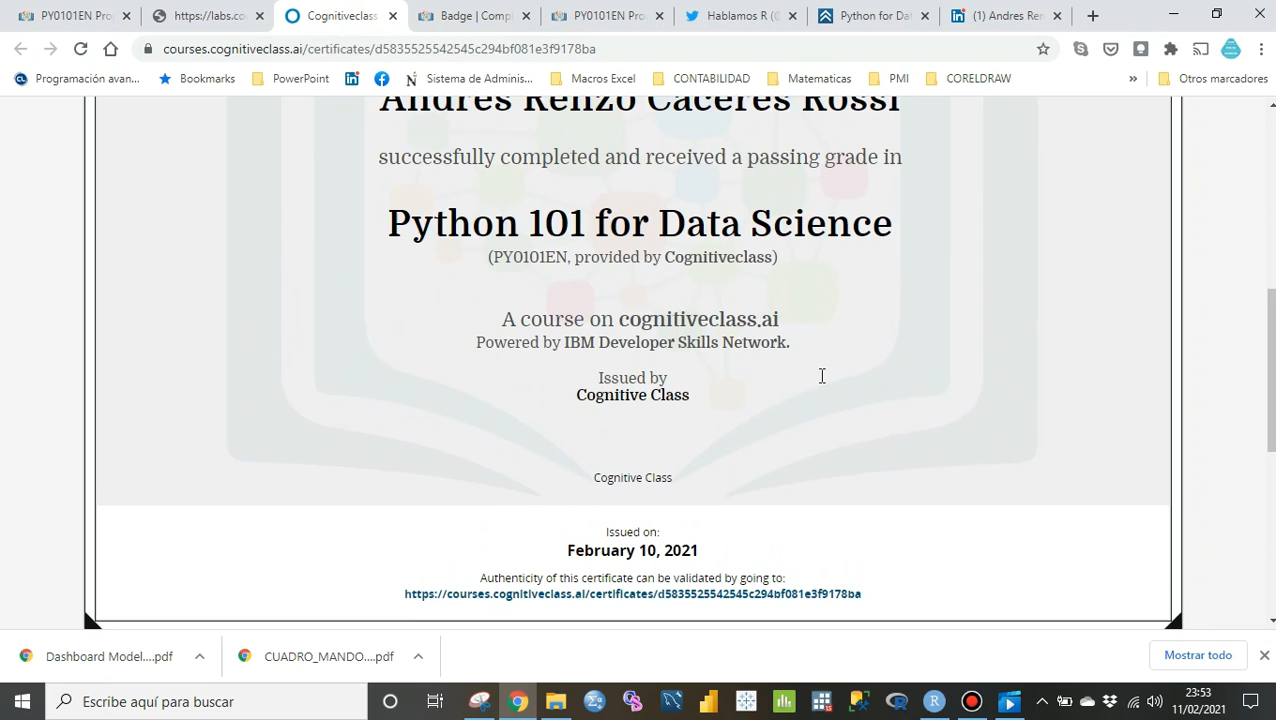 PY0101EN Pro
https://labs.co
Cognitiveclass
Badge | Compl
PY0101EN Pro
Hablamos R (@
Python for Dat
(1) Andres Ren
courses.cognitiveclass.ai/certificates/d5835525542545c294bf081e3f9178ba
Programación avan...
Bookmarks
PowerPoint
Sistema de Adminis...
Macros Excel
CONTABILIDAD
Matematicas
PMI
CORELDRAW
»
Otros marcadores
Andres Renzo Caceres Rossi
successfully completed and received a passing grade in
Python 101 for Data Science
(PY0101EN, provided by Cognitiveclass)
A course on cognitiveclass.ai
Powered by IBM Developer Skills Network.
Issued by
Cognitive Class
Cognitive Class
Issued on:
February 10, 2021
Authenticity of this certificate can be validated by going to:
https://courses.cognitiveclass.ai/certificates/d5835525542545c294bf081e3f9178ba
Dashboard Model....pdf
CUADRO_MANDO....pdf
Mostrar todo
Escribe aquí para buscar
23:53
11/02/2021